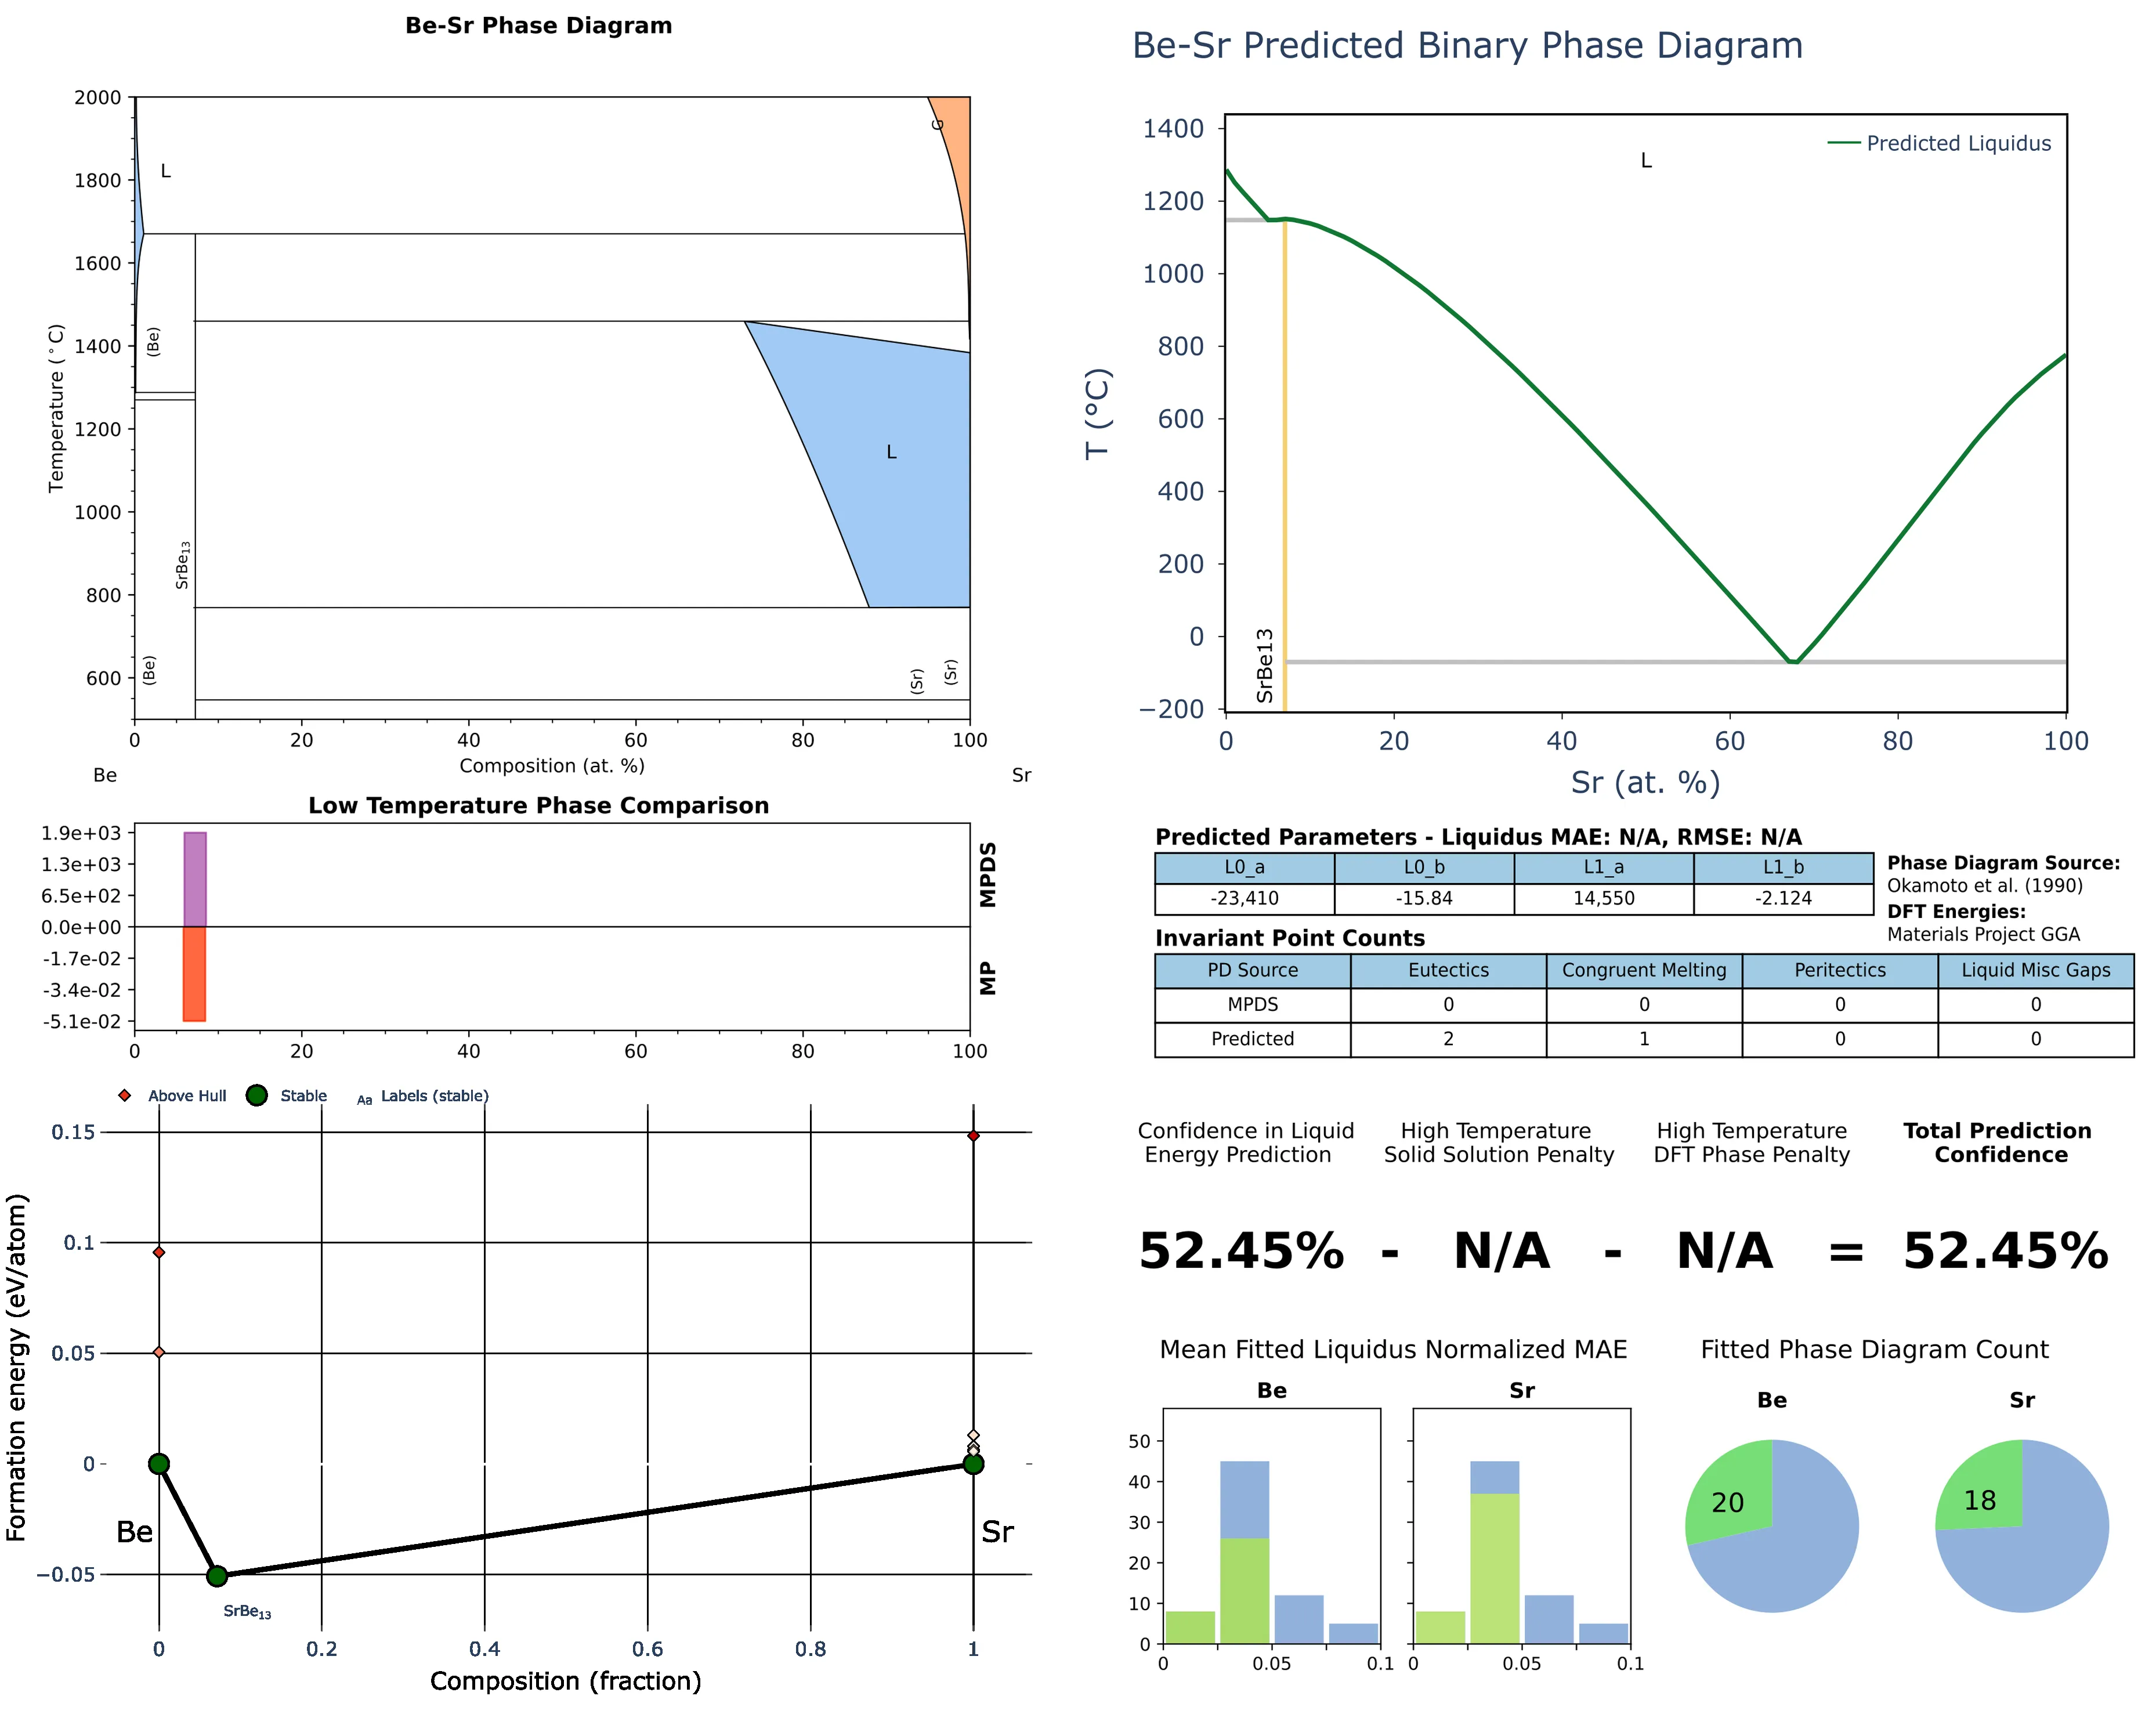 Be-Sr Phase Diagram
2000
1800
1600
1400
1200
1000
800
600
Temperature (°C)
L
G
(Be)
L
SrBe13
(Be)
(Sr)
(Sr)
0
20
40
60
80
100
Composition (at. %)
Be
Sr
Be-Sr Predicted Binary Phase Diagram
1400
1200
1000
800
600
400
200
0
−200
T (°C)
L
Predicted Liquidus
SrBe13
0
20
40
60
80
100
Sr (at. %)
Low Temperature Phase Comparison
1.9e+03
1.3e+03
6.5e+02
0.0e+00
-1.7e-02
-3.4e-02
-5.1e-02
MPDS
MP
0
20
40
60
80
100
Predicted Parameters - Liquidus MAE: N/A, RMSE: N/A
L0_a L0_b L1_a L1_b
-23,410 -15.84 14,550 -2.124
Phase Diagram Source:
Okamoto et al. (1990)
DFT Energies:
Materials Project GGA
Invariant Point Counts
PD Source Eutectics Congruent Melting Peritectics Liquid Misc Gaps
MPDS 0 0 0 0
Predicted 2 1 0 0
Above Hull
Stable
Aa Labels (stable)
0.15
0.1
0.05
0
−0.05
Formation energy (eV/atom)
Be
Sr
SrBe13
0
0.2
0.4
0.6
0.8
1
Composition (fraction)
Confidence in Liquid
Energy Prediction
High Temperature
Solid Solution Penalty
High Temperature
DFT Phase Penalty
Total Prediction
Confidence
52.45% - N/A - N/A = 52.45%
Mean Fitted Liquidus Normalized MAE
Be
Sr
50
40
30
20
10
0
0
0.05
0.1
0
0.05
0.1
Fitted Phase Diagram Count
Be
Sr
20
18